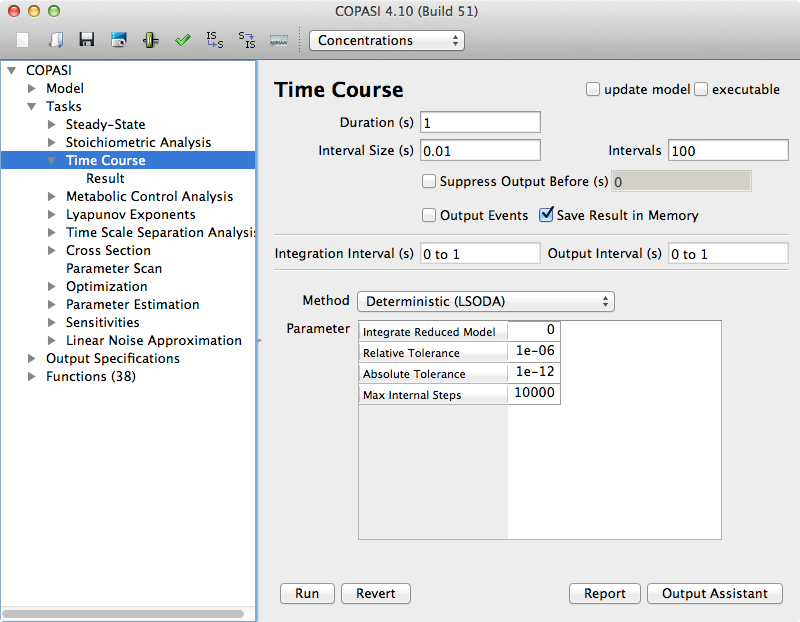 COPASI 4.10 (Build 51)
IS S S IS Concentrations
COPASI
Model
Tasks
Steady-State
Stoichiometric Analysis
Time Course
Result
Metabolic Control Analysis
Lyapunov Exponents
Time Scale Separation Analysis
Cross Section
Parameter Scan
Optimization
Parameter Estimation
Sensitivities
Linear Noise Approximation
Output Specifications
Functions (38)
Time Course update model executable
Duration (s) 1
Interval Size (s) 0.01 Intervals 100
Suppress Output Before (s) 0
Output Events Save Result in Memory
Integration Interval (s) 0 to 1 Output Interval (s) 0 to 1
Method Deterministic (LSODA)
Parameter
Integrate Reduced Model 0
Relative Tolerance 1e-06
Absolute Tolerance 1e-12
Max Internal Steps 10000
Run Revert Report Output Assistant